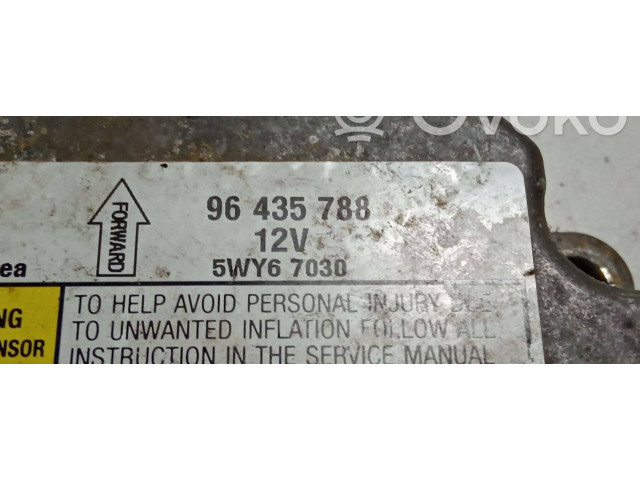 Ovoko
FORWARD
96 435 788
12V
5WY6 7030
ea
NG
NSOR
TO HELP AVOID PERSONAL INJURY DUE
TO UNWANTED INFLATION FOLLOW ALL
INSTRUCTION IN THE SERVICE MANUAL